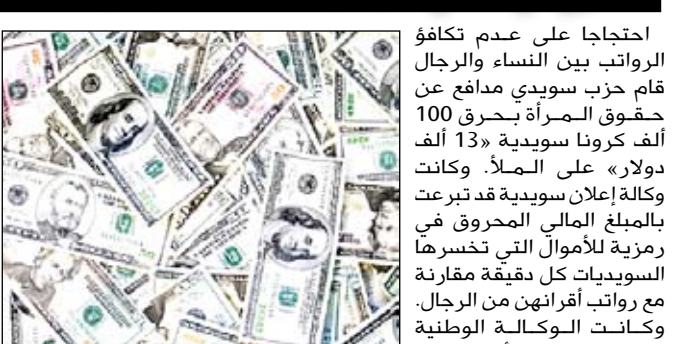 احتجاجا على عدم تكافؤ
الرواتب بين النساء والرجال
قام حزب سويدي مدافع عن
حقوق المرأة بحرق 100
ألف كرونا سويدية «13 ألف
دولار» على الملأ. وكانت
وكالة إعلان سويدية قد تبرعت
بالمبلغ المالي المحروق في
رمزية للأموال التي تخسرها
السويديات كل دقيقة مقارنة
مع رواتب أقرانهن من الرجال.
وكانت الوكالة الوطنية